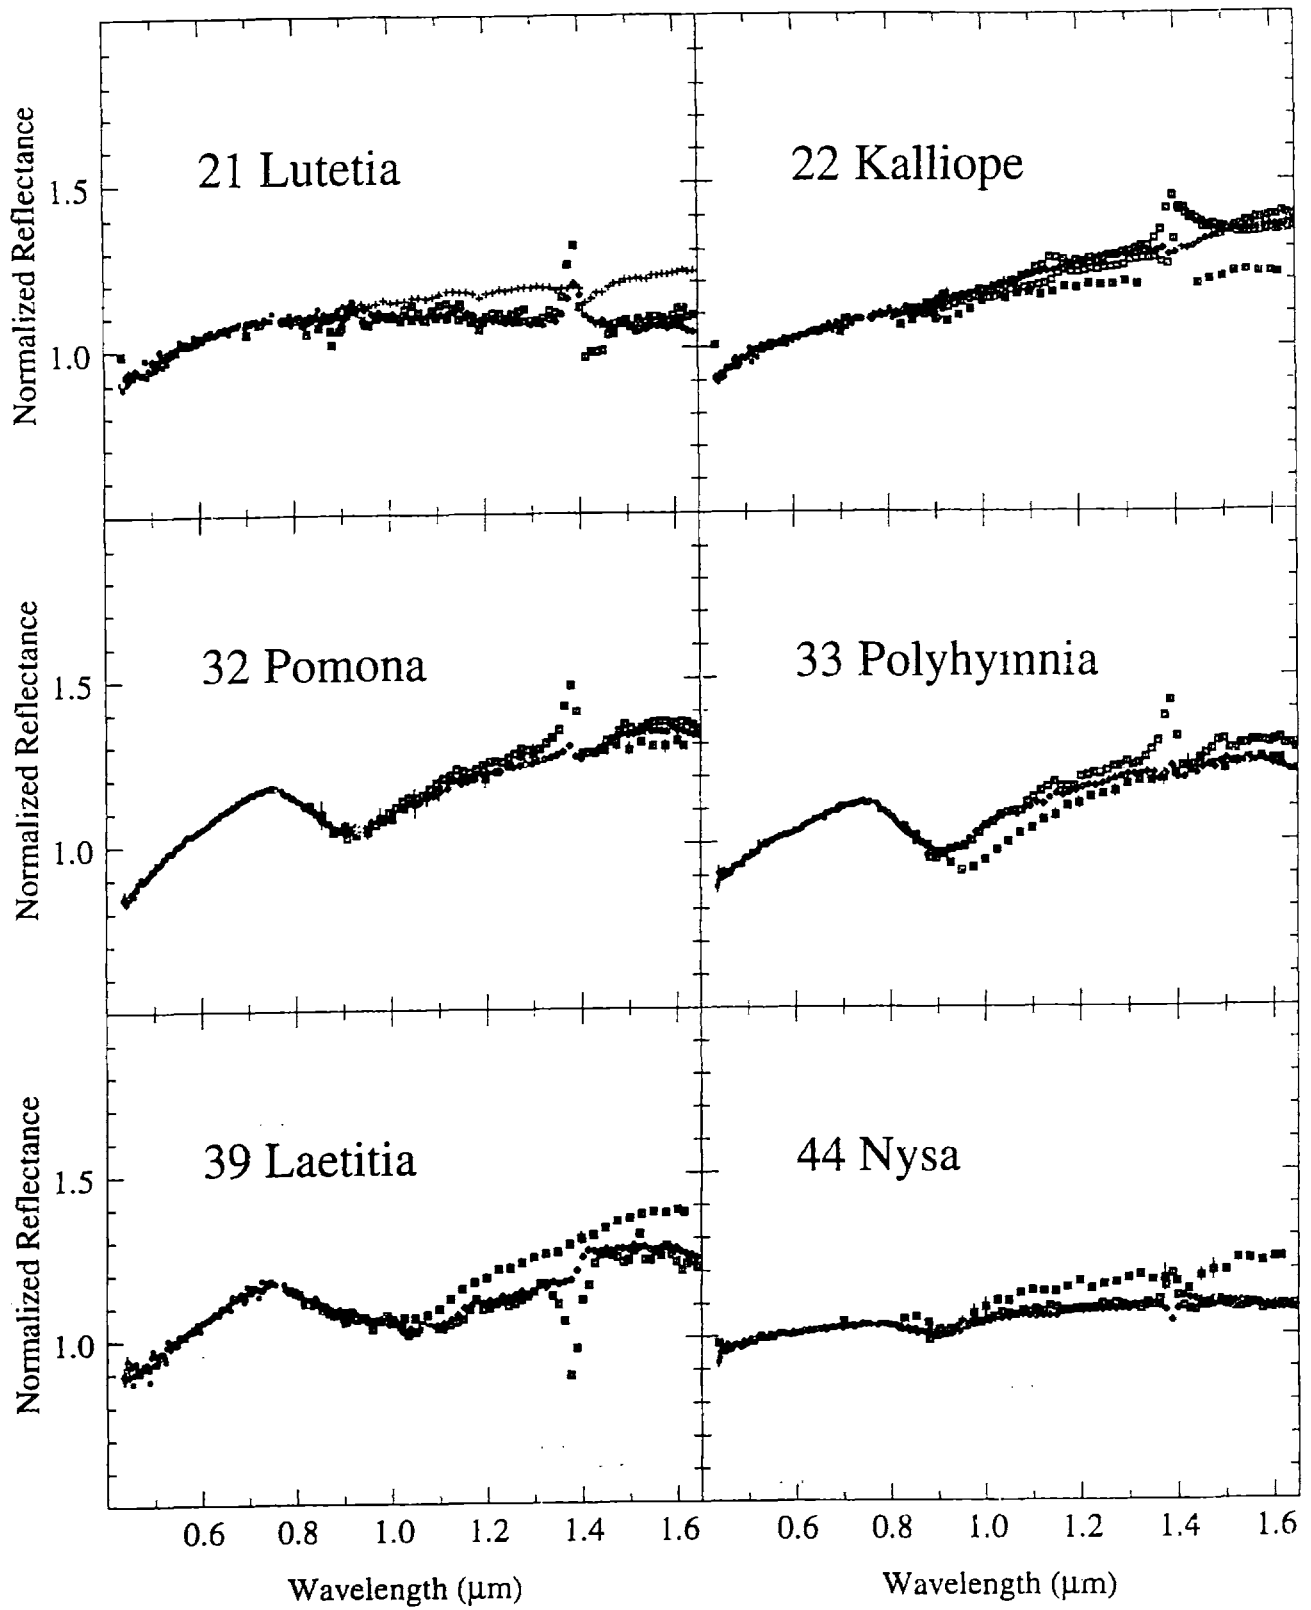 21 Lutetia
22 Kalliope
Normalized Reflectance
1.5
1.0
32 Pomona
33 Polyhymnia
Normalized Reflectance
1.5
1.0
39 Laetitia
44 Nysa
Normalized Reflectance
1.5
1.0
0.6 0.8 1.0 1.2 1.4 1.6
0.6 0.8 1.0 1.2 1.4 1.6
Wavelength (μm)
Wavelength (μm)